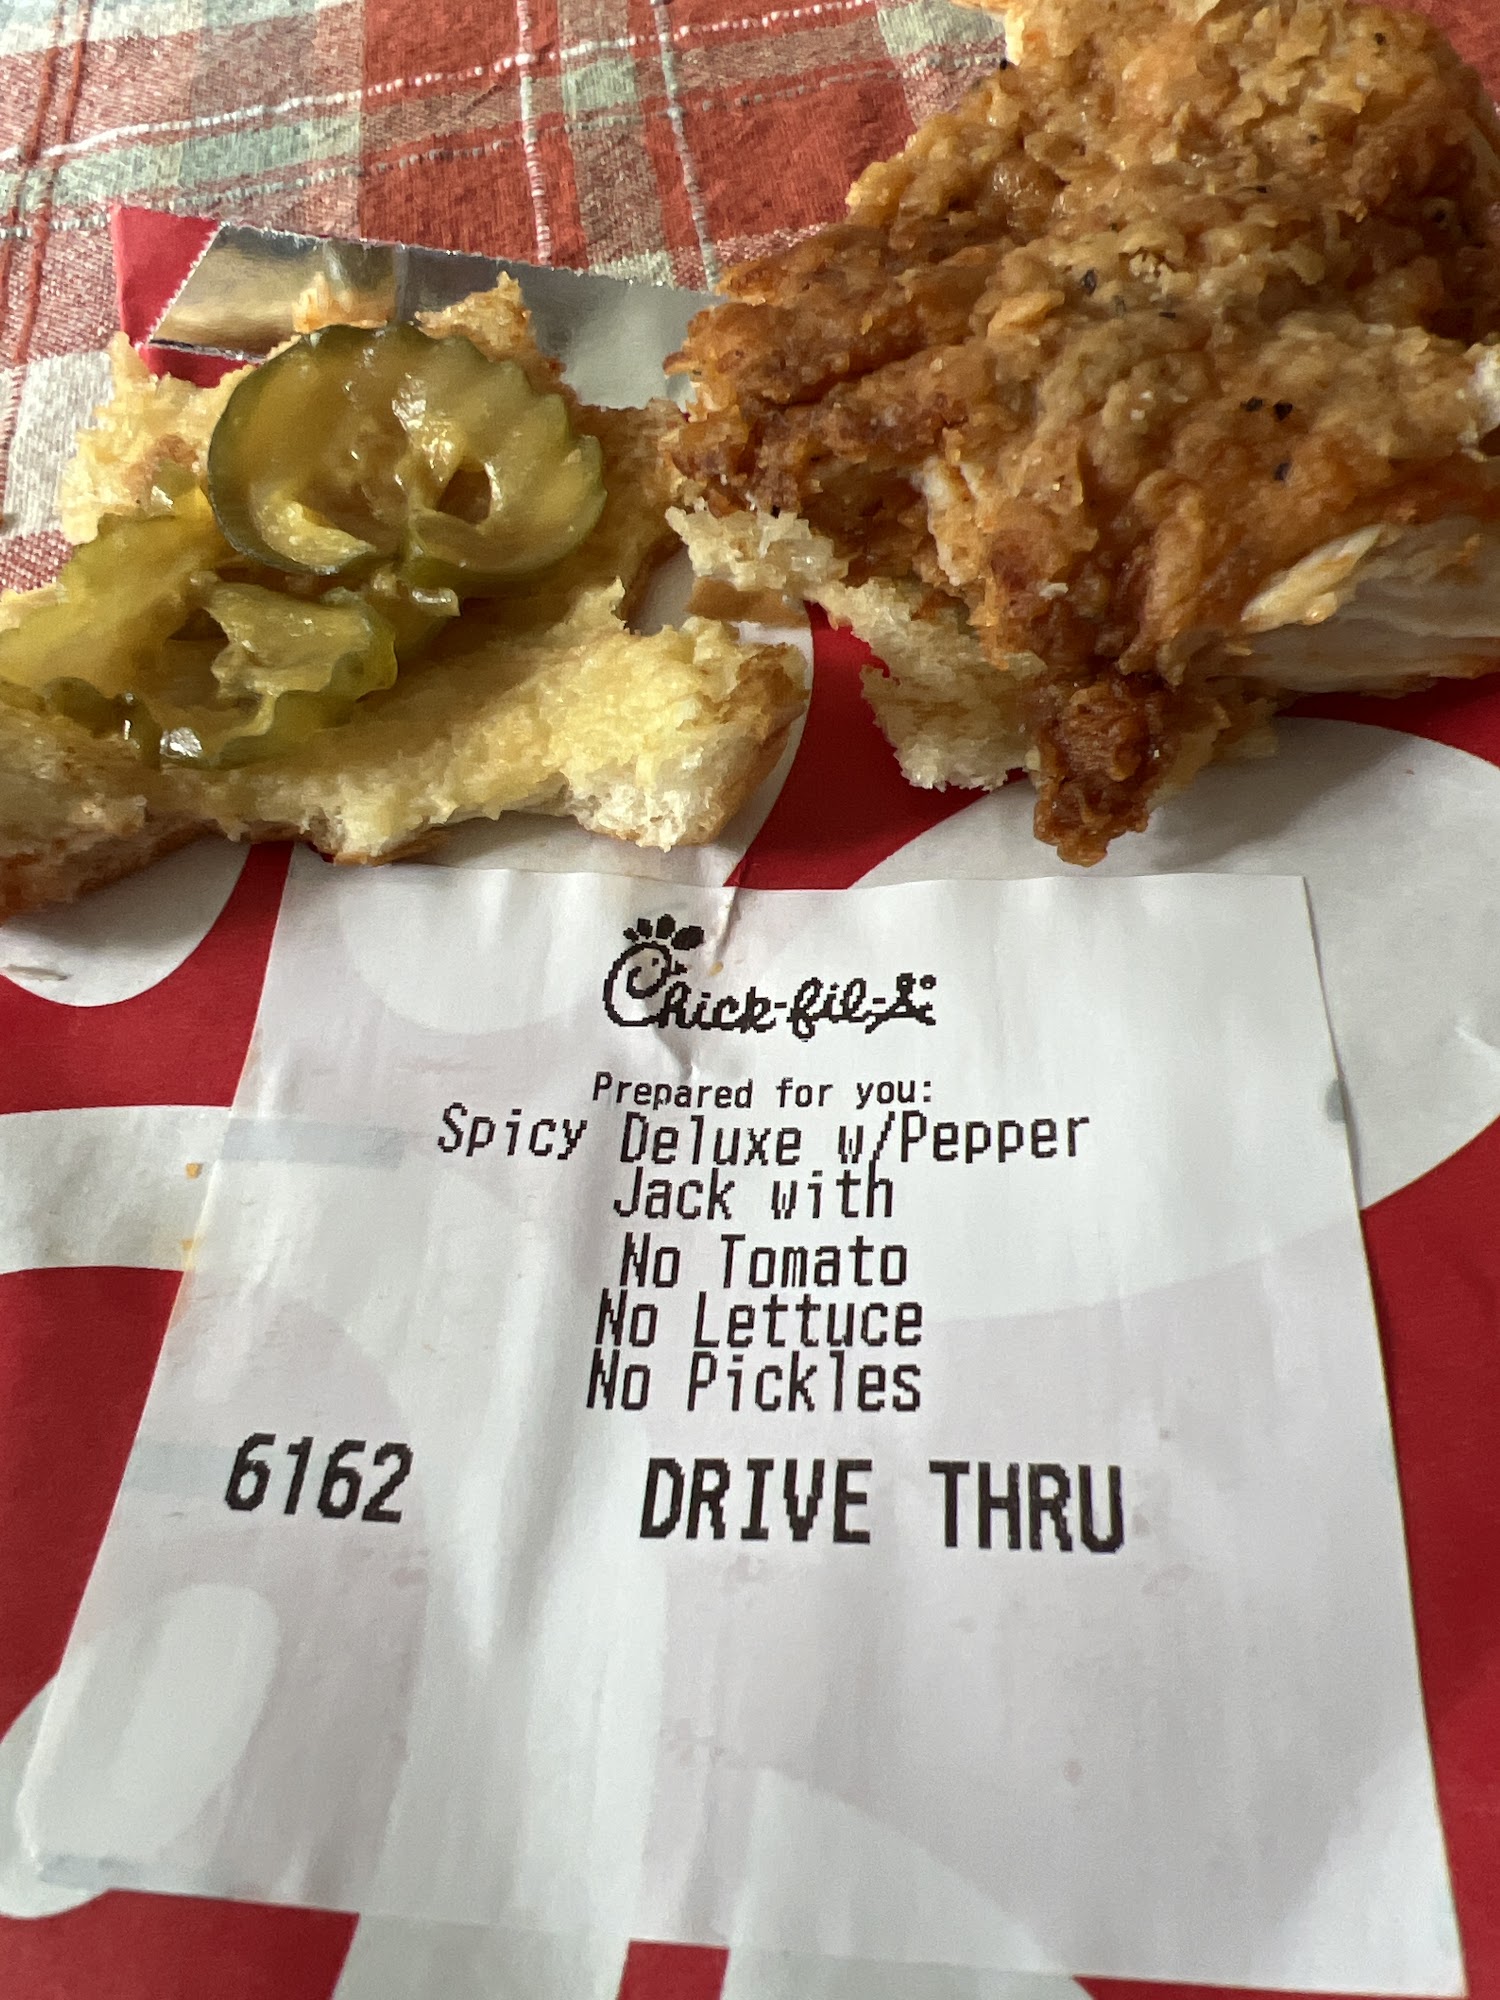 Chick-fil-A
Prepared for you:
Spicy Deluxe w/Pepper
Jack with
No Tomato
No Lettuce
No Pickles
6162 DRIVE THRU